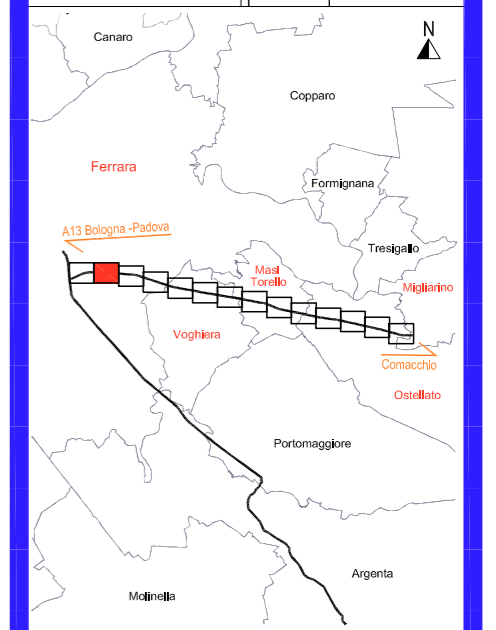 N
Canaro
Copparo
Ferrara
Formignana
A13 Bologna -Padova
Tresigallo
Masi
Torello
Migliarino
Voghiera
Comacchio
Ostellato
Portomaggiore
Argenta
Molinella